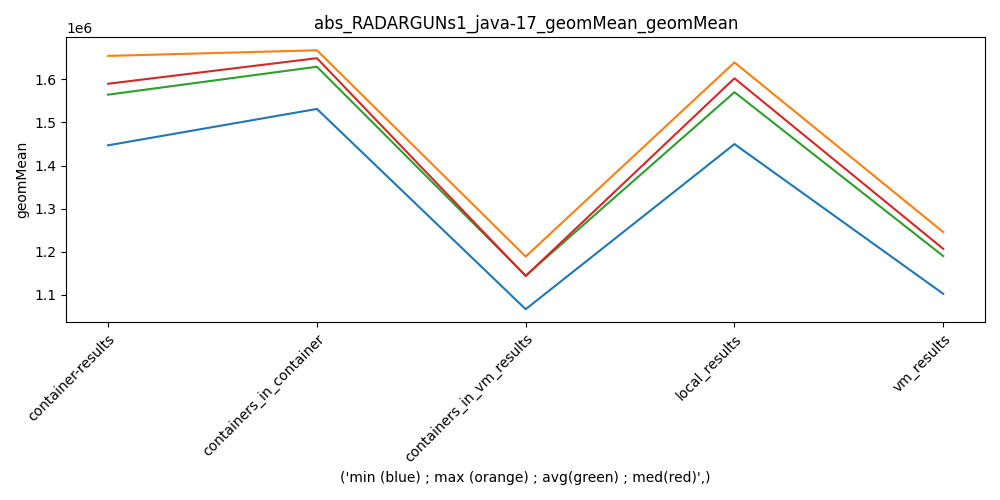 abs_RADARGUNs1_java-17_geomMean_geomMean
1e6
1.6
1.5
1.4
1.3
1.2
1.1
geomMean
container-results
containers_in_container
containers_in_vm_results
local_results
vm_results
('min (blue) ; max (orange) ; avg(green) ; med(red)',)